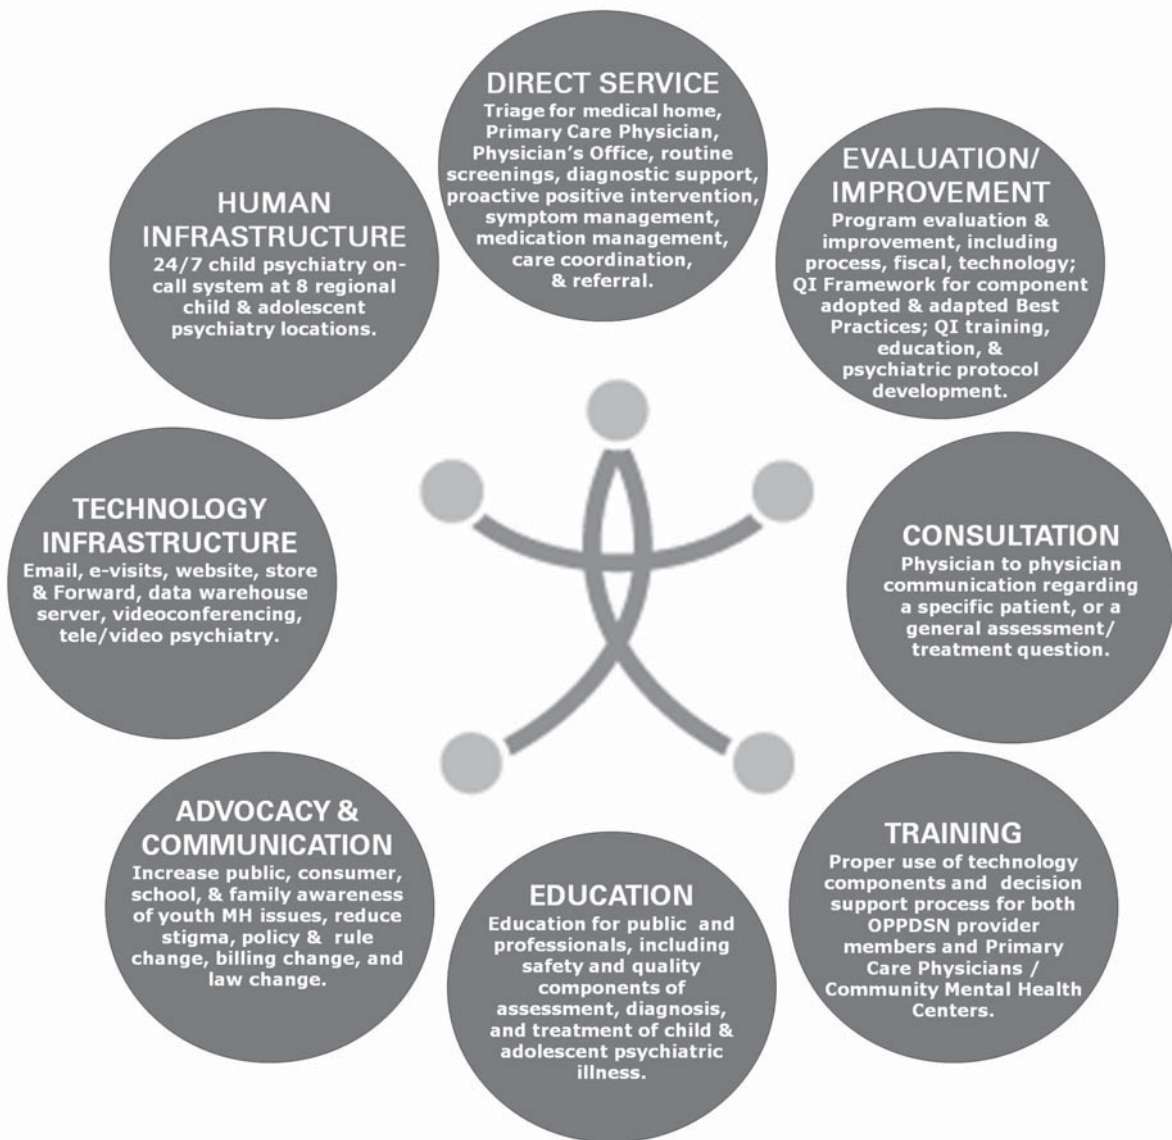 DIRECT SERVICE
Triage for medical home,
Primary Care Physician,
Physician's Office, routine
screenings, diagnostic support,
proactive positive intervention,
symptom management,
medication management,
care coordination,
& referral.
EVALUATION/
IMPROVEMENT
Program evaluation &
improvement, including
process, fiscal, technology;
QI Framework for component
adopted & adapted Best
Practices; QI training,
education, &
psychiatric protocol
development.
CONSULTATION
Physician to physician
communication regarding
a specific patient, or a
general assessment/
treatment question.
TRAINING
Proper use of technology
components and decision
support process for both
OPPDSN provider
members and Primary
Care Physicians /
Community Mental Health
Centers.
EDUCATION
Education for public and
professionals, including
safety and quality
components of
assessment, diagnosis,
and treatment of child &
adolescent psychiatric
illness.
ADVOCACY &
COMMUNICATION
Increase public, consumer,
school, & family awareness
of youth MH issues, reduce
stigma, policy & rule
change, billing change, and
law change.
TECHNOLOGY
INFRASTRUCTURE
Email, e-visits, website, store
& Forward, data warehouse
server, videoconferencing,
tele/video psychiatry.
HUMAN
INFRASTRUCTURE
24/7 child psychiatry on-
call system at 8 regional
child & adolescent
psychiatry locations.